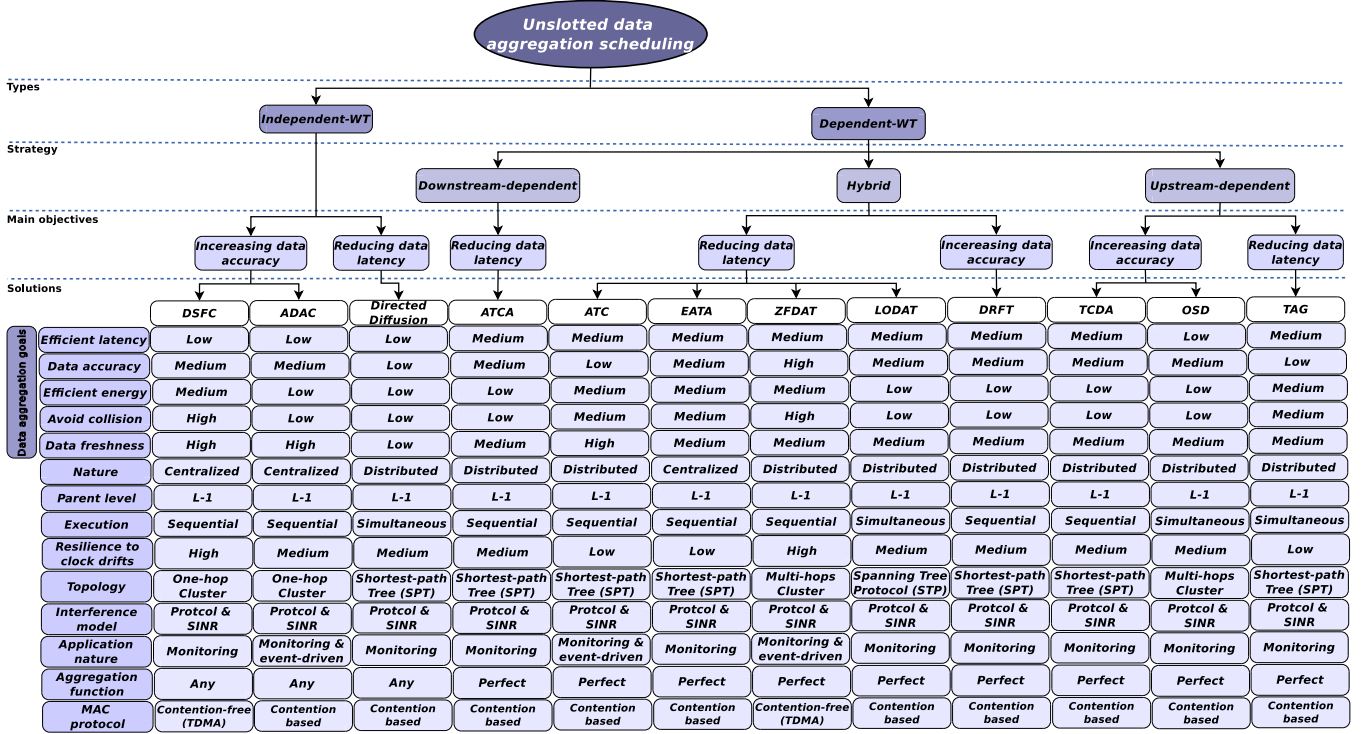 Unslotted data
aggregation scheduling
Types
Independent-WT
Dependent-WT
Strategy
Downstream-dependent
Hybrid
Upstream-dependent
Main objectives
Incereasing data
accuracy
Reducing data
latency
Reducing data
latency
Reducing data
latency
Increasing data
accuracy
Increasing data
accuracy
Reducing data
latency
Solutions
DSFC
ADAC
Directed
Diffusion
ATCA
ATC
EATA
ZFDAT
LODAT
DRFT
TCDA
OSD
TAG
Data aggregation goals
Efficient latency Low Low Low Medium Medium Medium Medium Medium Medium Medium Low Medium
Data accuracy Medium Medium Low Medium Low Medium High Medium Medium Medium Medium Low
Efficient energy Medium Low Low Low Medium Medium Medium Low Low Low Low Medium
Avoid collision High Low Low Low Medium Medium High Low Low Low Low Medium
Data freshness High High Low Medium High Medium Medium Medium Medium Medium Medium Medium
Nature Centralized Centralized Distributed Distributed Distributed Centralized Distributed Distributed Distributed Distributed Distributed Distributed
Parent level L-1 L-1 L-1 L-1 L-1 L-1 L-1 L-1 L-1 L-1 L-1 L-1
Execution Sequential Sequential Simultaneous Sequential Sequential Sequential Sequential Simultaneous Sequential Sequential Simultaneous Simultaneous
Resilience to
clock drifts
High Medium Medium Medium Low Low High Medium Medium Medium Medium Low
Topology
One-hop
Cluster
One-hop
Cluster
Shortest-path
Tree (SPT)
Shortest-path
Tree (SPT)
Shortest-path
Tree (SPT)
Shortest-path
Tree (SPT)
Multi-hops
Cluster
Spanning Tree
Protocol (STP)
Shortest-path
Tree (SPT)
Shortest-path
Tree (SPT)
Multi-hops
Cluster
Shortest-path
Tree (SPT)
Interference
model
Protcol &
SINR
Protcol &
SINR
Protcol &
SINR
Protcol &
SINR
Protcol &
SINR
Protcol &
SINR
Protcol &
SINR
Protcol &
SINR
Protcol &
SINR
Protcol &
SINR
Protcol &
SINR
Protcol &
SINR
Application
nature
Monitoring
Monitoring &
event-driven
Monitoring
Monitoring
Monitoring &
event-driven
Monitoring
Monitoring &
event-driven
Monitoring
Monitoring
Monitoring
Monitoring
Monitoring
Aggregation
function
Any Any Any Perfect Perfect Perfect Perfect Perfect Perfect Perfect Perfect Perfect
MAC
protocol
Contention-free
(TDMA)
Contention
based
Contention
based
Contention
based
Contention
based
Contention
based
Contention-free
(TDMA)
Contention
based
Contention
based
Contention
based
Contention
based
Contention
based